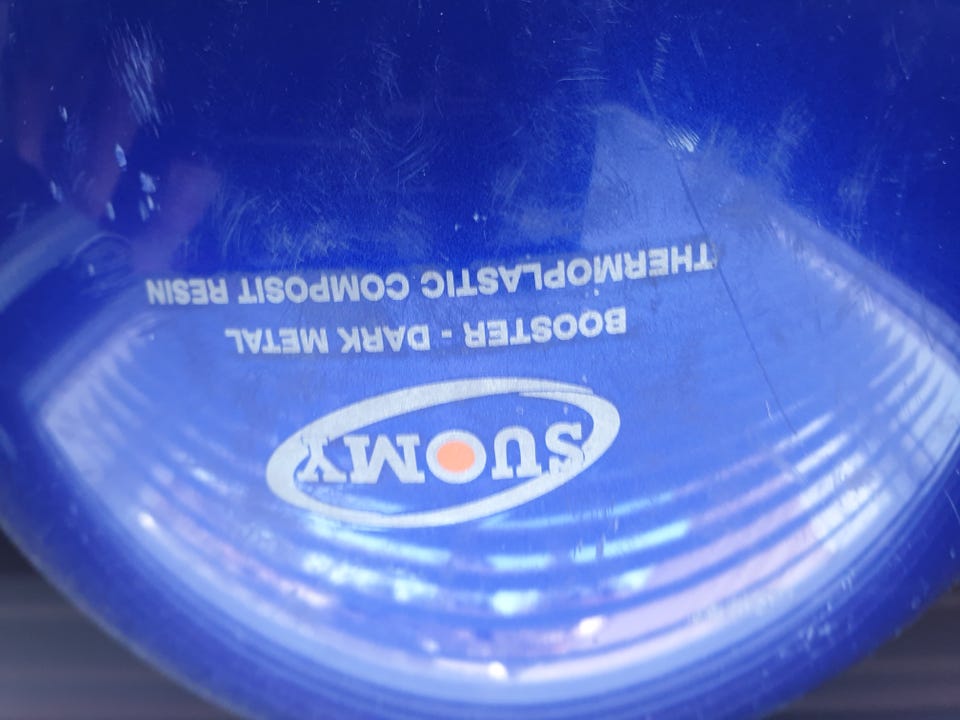 SUOMY
BOOSTER - DARK METAL
THERMOPLASTIC COMPOSIT RESIN